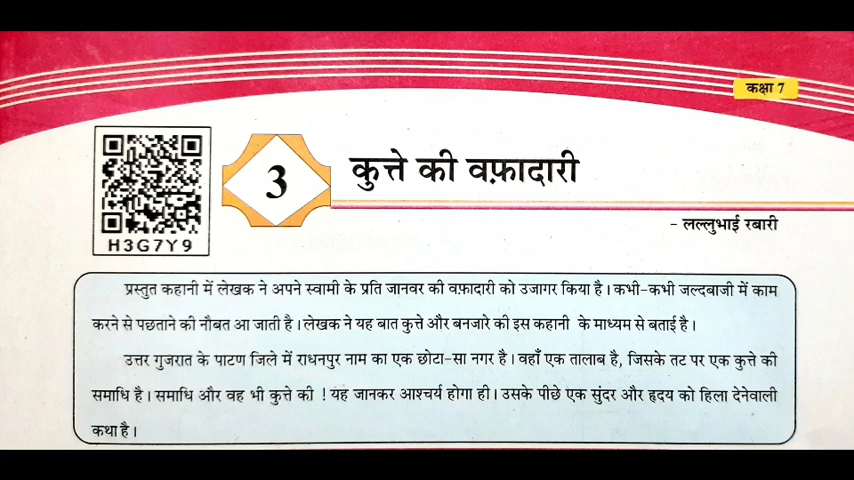 कक्षा 7
3
कुत्ते की वफ़ादारी
- लल्लुभाई रबारी
H3G7Y9
प्रस्तुत कहानी में लेखक ने अपने स्वामी के प्रति जानवर की वफ़ादारी को उजागर किया है । कभी-कभी जल्दबाजी में काम
करने से पछताने की नौबत आ जाती है । लेखक ने यह बात कुत्ते और बनजारे की इस कहानी के माध्यम से बताई है ।
उत्तर गुजरात के पाटण जिले में राधनपुर नाम का एक छोटा-सा नगर है । वहाँ एक तालाब है, जिसके तट पर एक कुत्ते की
समाधि है । समाधि और वह भी कुत्ते की ! यह जानकर आश्चर्य होगा ही । उसके पीछे एक सुंदर और हृदय को हिला देनेवाली
कथा है ।